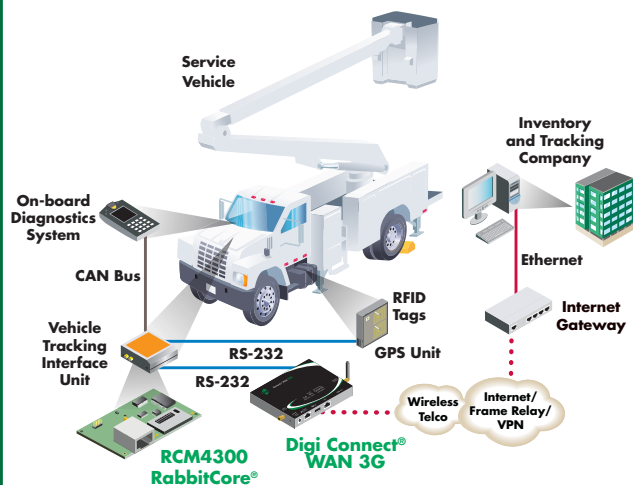 Service
Vehicle
Inventory
and Tracking
Company
On-board
Diagnostics
System
CAN Bus
Ethernet
RFID
Tags
Internet
Gateway
Vehicle
Tracking
Interface
Unit
RS-232
GPS Unit
RS-232
Wireless
Telco
Internet/
Frame Relay/
VPN
RCM4300
RabbitCore®
Digi Connect®
WAN 3G